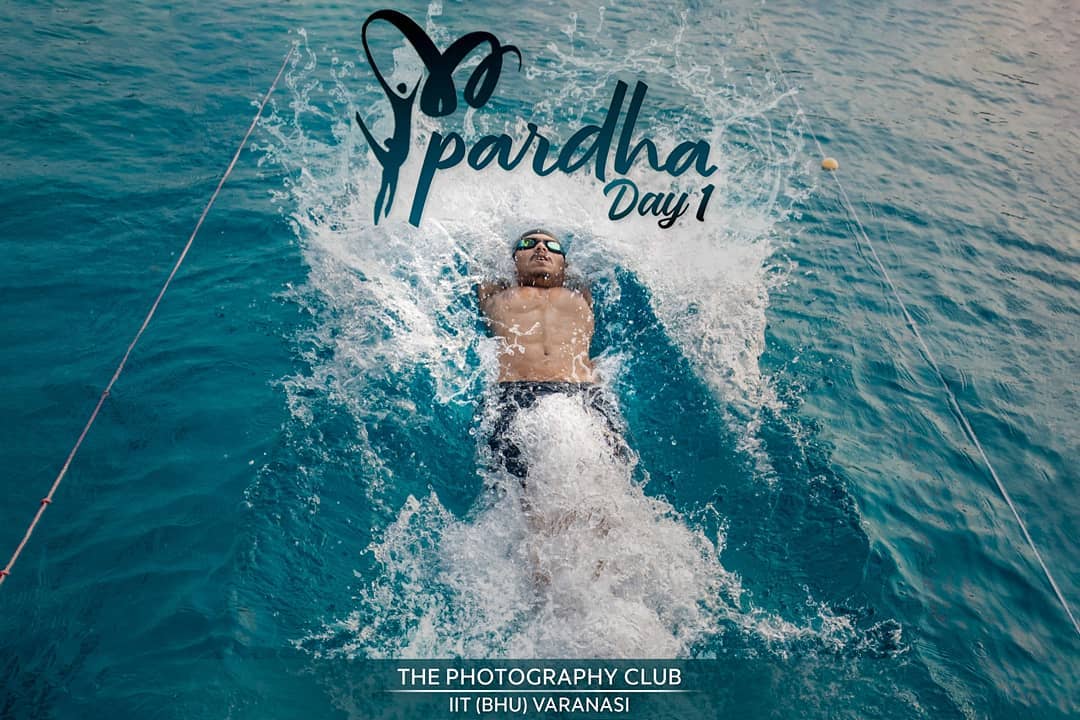 Spardha
Day 1
THE PHOTOGRAPHY CLUB
IIT (BHU) VARANASI